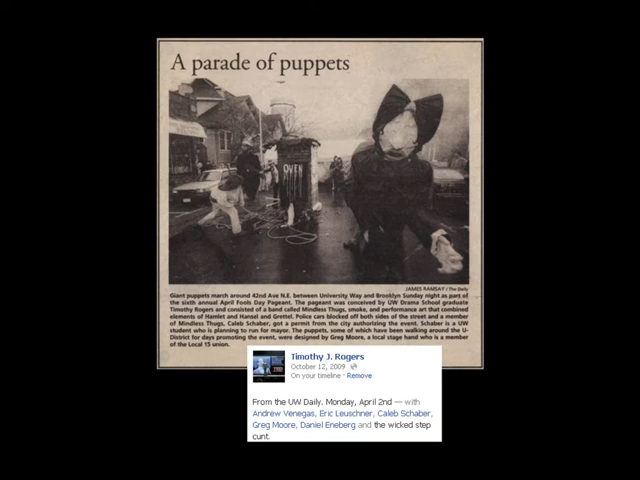 A parade of puppets
OVEN
JAMES RAMSAY / The Daily
Giant puppets march around 42nd Ave N.E. between University Way and Brooklyn Sunday night as part of
the sixth annual April Fools Day Pageant. The pageant was conceived by UW Drama School graduate
Timothy Rogers and consisted of a band called Mindless Thugs, smoke, and performance art that combined
elements of Hamlet and Hansel and Grettel. Police cars blocked off both sides of the street and a member
of Mindless Thugs, Caleb Schaber, got a permit from the city authorizing the event. Schaber is a UW
student who is planning to run for mayor. The puppets, some of which have been walking around the U-
District for days promoting the event, were designed by Greg Moore, a local stage hand who is a member
of the Local 15 union.
Timothy J. Rogers
October 12, 2009
On your timeline · Remove
From the UW Daily. Monday, April 2nd — with
Andrew Venegas, Eric Leuschner, Caleb Schaber,
Greg Moore, Daniel Eneberg and the wicked step
cunt.